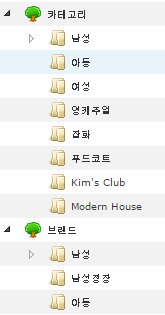 카테고리
남성
아동
여성
영캐주얼
잡화
푸드코트
Kim's Club
Modern House
브랜드
남성
남성정장
아동